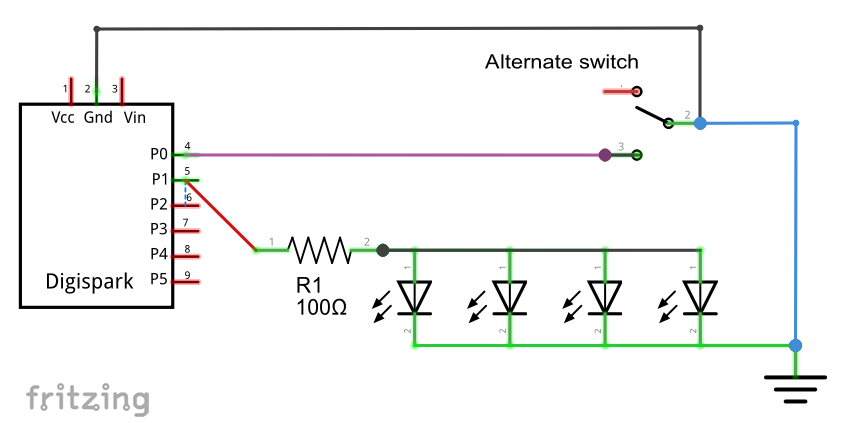 Alternate switch
1 2 3
Vcc Gnd Vin
2
P0 4
3
P1 5
P2 6
P3 7
P4 8
P5 9
1 2
R1
100Ω
1 1 1 1
2 2 2 2
Digispark
fritzing